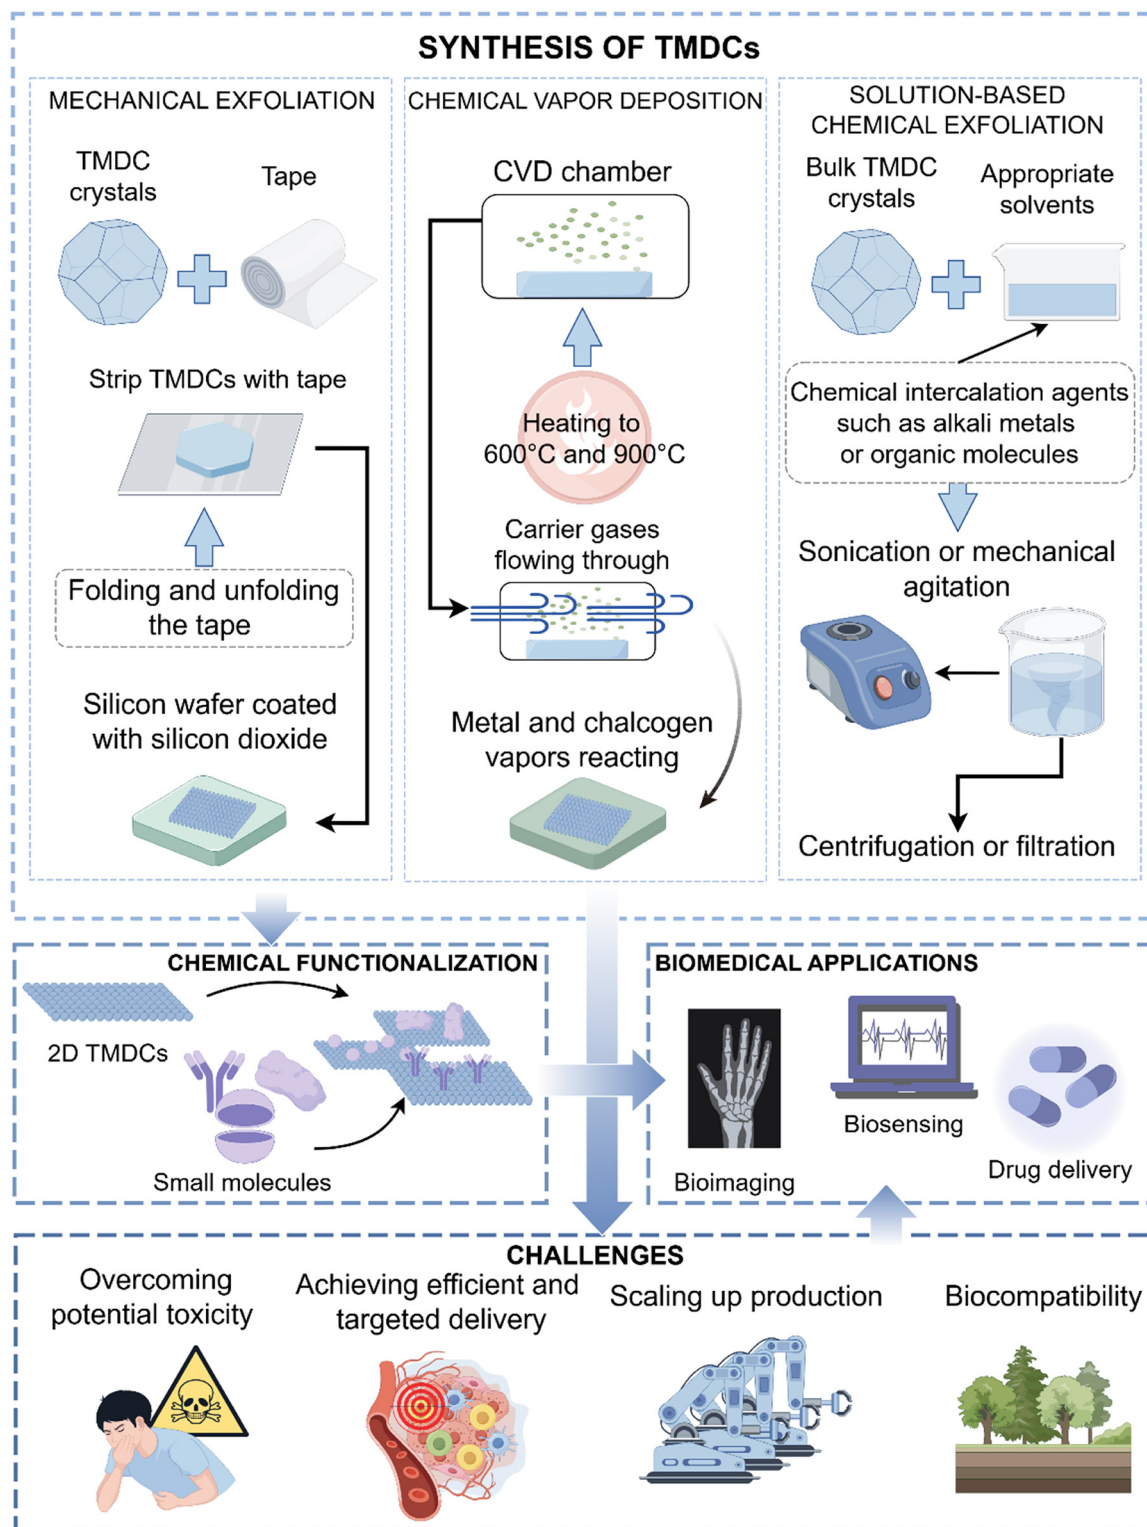 SYNTHESIS OF TMDCs
MECHANICAL EXFOLIATION
TMDC
crystals
Tape
Strip TMDCs with tape
Folding and unfolding
the tape
Silicon wafer coated
with silicon dioxide
CHEMICAL VAPOR DEPOSITION
CVD chamber
Heating to
600°C and 900°C
Carrier gases
flowing through
Metal and chalcogen
vapors reacting
SOLUTION-BASED
CHEMICAL EXFOLIATION
Bulk TMDC
crystals
Appropriate
solvents
Chemical intercalation agents
such as alkali metals
or organic molecules
Sonication or mechanical
agitation
Centrifugation or filtration
CHEMICAL FUNCTIONALIZATION
2D TMDCs
Small molecules
BIOMEDICAL APPLICATIONS
Bioimaging
Biosensing
Drug delivery
CHALLENGES
Overcoming
potential toxicity
Achieving efficient and
targeted delivery
Scaling up production
Biocompatibility